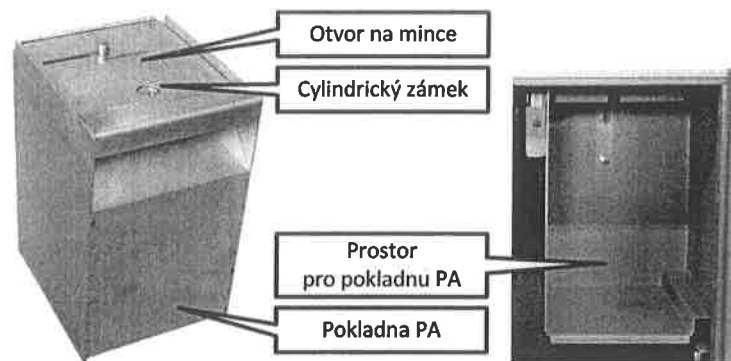 Otvor na mince
Cylindrický zámek
Prostor
pro pokladnu PA
Pokladna PA